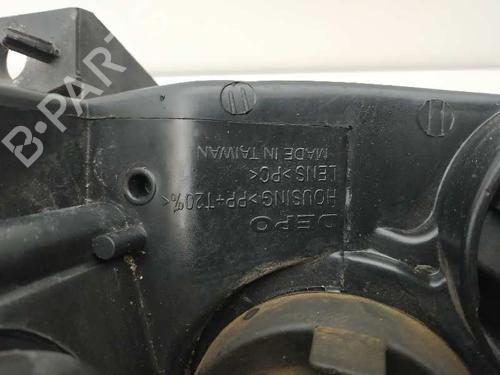 DEPO
HOUSING>PP+T20%<
LENS>PC<
MADE IN TAIWAN
B-PARTS